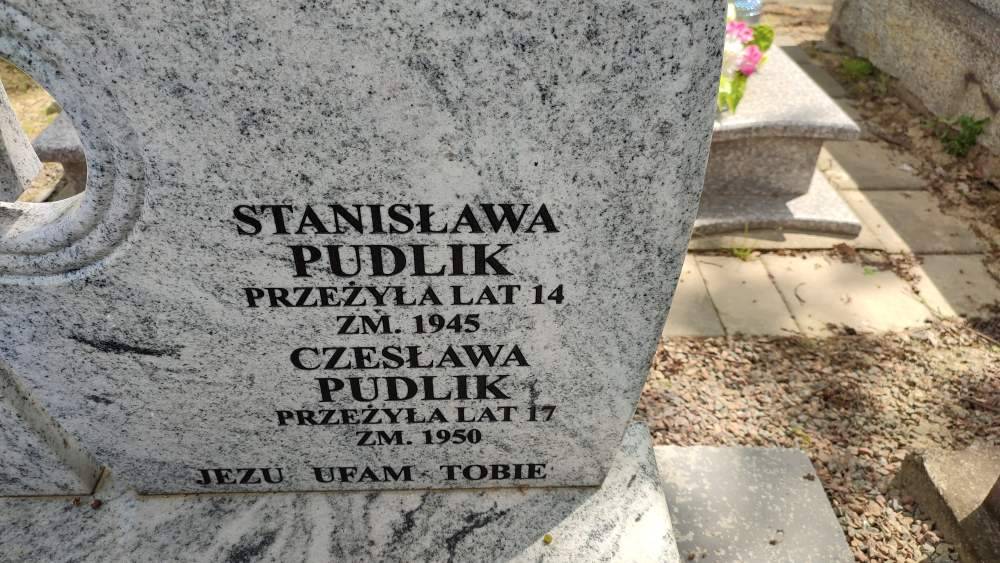 STANISŁAWA
PUDLIK
PRZEŻYŁA LAT 14
ZM. 1945
CZESŁAWA
PUDLIK
PRZEŻYŁA LAT 17
ZM. 1950
JEZU UFAM TOBIE